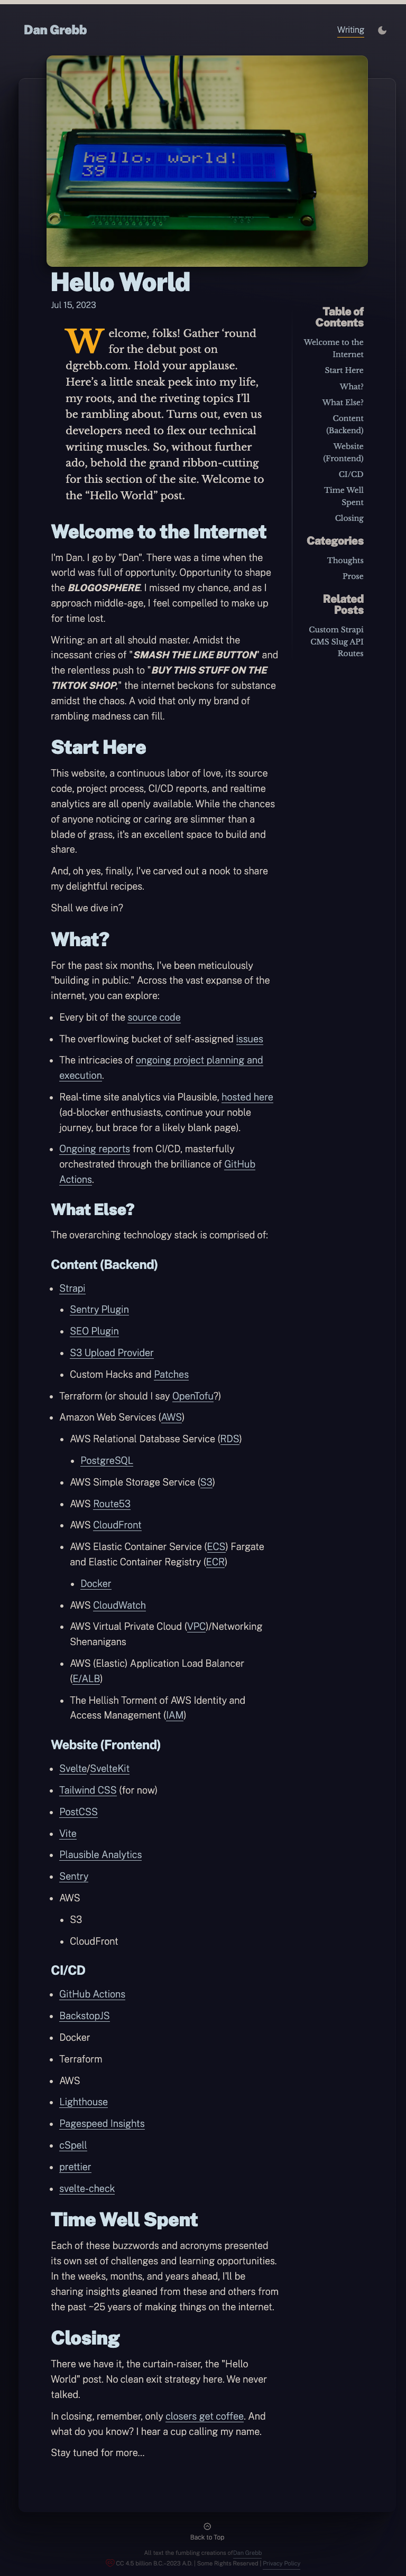 Dan Grebb
Writing
hello, world!
39
Hello World
Jul 15, 2023
Welcome, folks! Gather ‘round
for the debut post on
dgrebb.com. Hold your applause.
Here’s a little sneak peek into my life,
my roots, and the riveting topics I’ll
be rambling about. Turns out, even us
developers need to flex our technical
writing muscles. So, without further
ado, behold the grand ribbon-cutting
for this section of the site. Welcome to
the “Hello World” post.
Welcome to the Internet
I'm Dan. I go by "Dan". There was a time when the
world was full of opportunity. Opportunity to shape
the BLOGOSPHERE. I missed my chance, and as I
approach middle-age, I feel compelled to make up
for time lost.
Writing: an art all should master. Amidst the
incessant cries of "SMASH THE LIKE BUTTON" and
the relentless push to "BUY THIS STUFF ON THE
TIKTOK SHOP," the internet beckons for substance
amidst the chaos. A void that only my brand of
rambling madness can fill.
Start Here
This website, a continuous labor of love, its source
code, project process, CI/CD reports, and realtime
analytics are all openly available. While the chances
of anyone noticing or caring are slimmer than a
blade of grass, it's an excellent space to build and
share.
And, oh yes, finally, I've carved out a nook to share
my delightful recipes.
Shall we dive in?
What?
For the past six months, I've been meticulously
"building in public." Across the vast expanse of the
internet, you can explore:
• Every bit of the source code
• The overflowing bucket of self-assigned issues
• The intricacies of ongoing project planning and
execution.
• Real-time site analytics via Plausible, hosted here
(ad-blocker enthusiasts, continue your noble
journey, but brace for a likely blank page).
• Ongoing reports from CI/CD, masterfully
orchestrated through the brilliance of GitHub
Actions.
What Else?
The overarching technology stack is comprised of:
Content (Backend)
• Strapi
• Sentry Plugin
• SEO Plugin
• S3 Upload Provider
• Custom Hacks and Patches
• Terraform (or should I say OpenTofu?)
• Amazon Web Services (AWS)
• AWS Relational Database Service (RDS)
• PostgreSQL
• AWS Simple Storage Service (S3)
• AWS Route53
• AWS CloudFront
• AWS Elastic Container Service (ECS) Fargate
and Elastic Container Registry (ECR)
• Docker
• AWS CloudWatch
• AWS Virtual Private Cloud (VPC)/Networking
Shenanigans
• AWS (Elastic) Application Load Balancer
(E/ALB)
• The Hellish Torment of AWS Identity and
Access Management (IAM)
Website (Frontend)
• Svelte/SvelteKit
• Tailwind CSS (for now)
• PostCSS
• Vite
• Plausible Analytics
• Sentry
• AWS
• S3
• CloudFront
CI/CD
• GitHub Actions
• BackstopJS
• Docker
• Terraform
• AWS
• Lighthouse
• Pagespeed Insights
• cSpell
• prettier
• svelte-check
Time Well Spent
Each of these buzzwords and acronyms presented
its own set of challenges and learning opportunities.
In the weeks, months, and years ahead, I'll be
sharing insights gleaned from these and others from
the past ~25 years of making things on the internet.
Closing
There we have it, the curtain-raiser, the "Hello
World" post. No clean exit strategy here. We never
talked.
In closing, remember, only closers get coffee. And
what do you know? I hear a cup calling my name.
Stay tuned for more...
Table of
Contents
Welcome to the
Internet
Start Here
What?
What Else?
Content
(Backend)
Website
(Frontend)
CI/CD
Time Well
Spent
Closing
Categories
Thoughts
Prose
Related
Posts
Custom Strapi
CMS Slug API
Routes
Back to Top
All text the fumbling creations of Dan Grebb
CC 4.5 billion B.C.–2023 A.D. | Some Rights Reserved | Privacy Policy